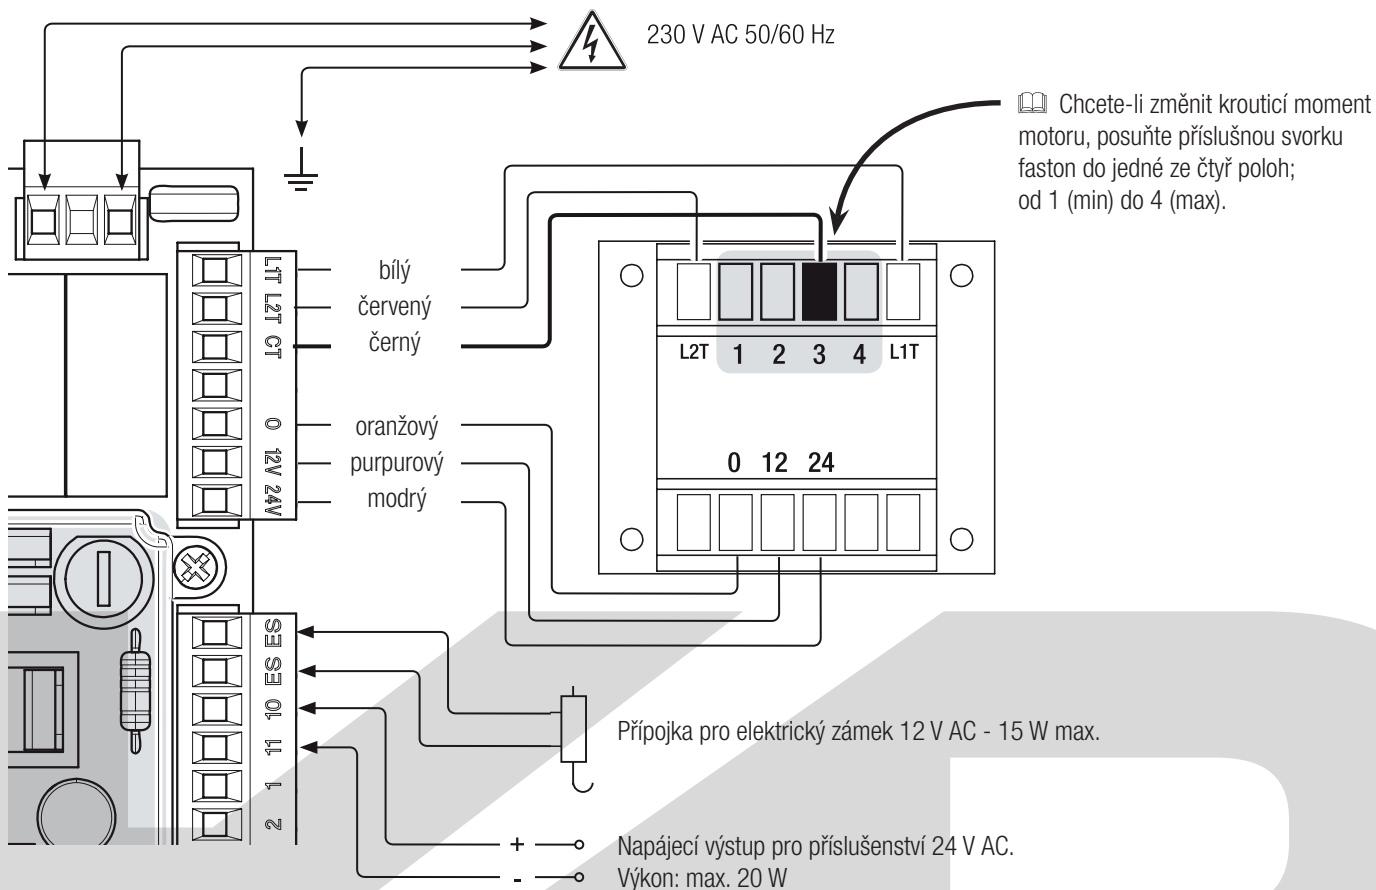 230 V AC 50/60 Hz
Chcete-li změnit krouticí moment
motoru, posuňte příslušnou svorku
faston do jedné ze čtyř poloh;
od 1 (min) do 4 (max).
L1T
L2T
CT
0
12V
24V
bílý
červený
černý
oranžový
purpurový
modrý
L2T 1 2 3 4 L1T
0 12 24
ES
ES
10
11
1
2
Přípojka pro elektrický zámek 12 V AC - 15 W max.
+
-
Napájecí výstup pro příslušenství 24 V AC.
Výkon: max. 20 W